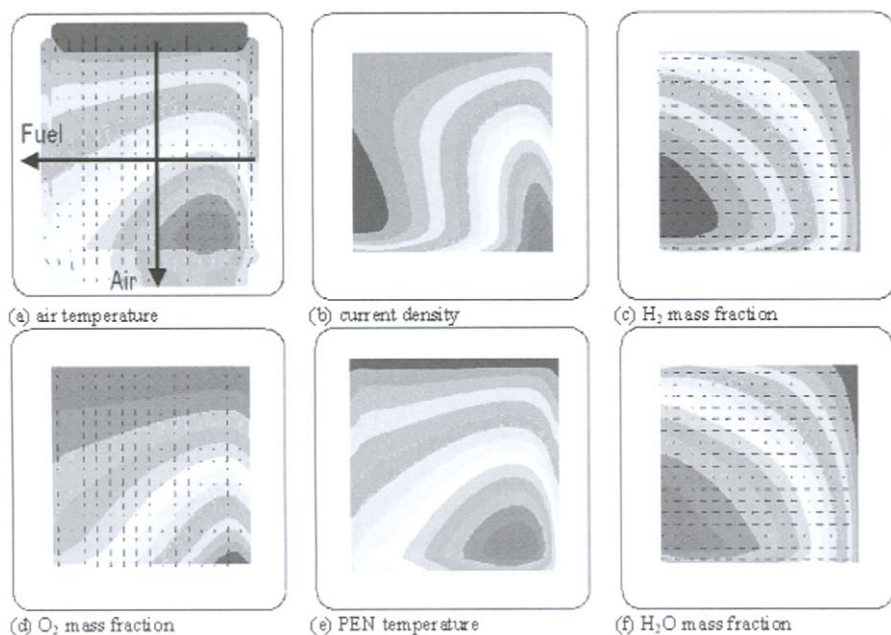 Fuel
Air
(a) air temperature
(b) current density
(c) H₂ mass fraction
(d) O₂ mass fraction
(e) PEN temperature
(f) H₂O mass fraction